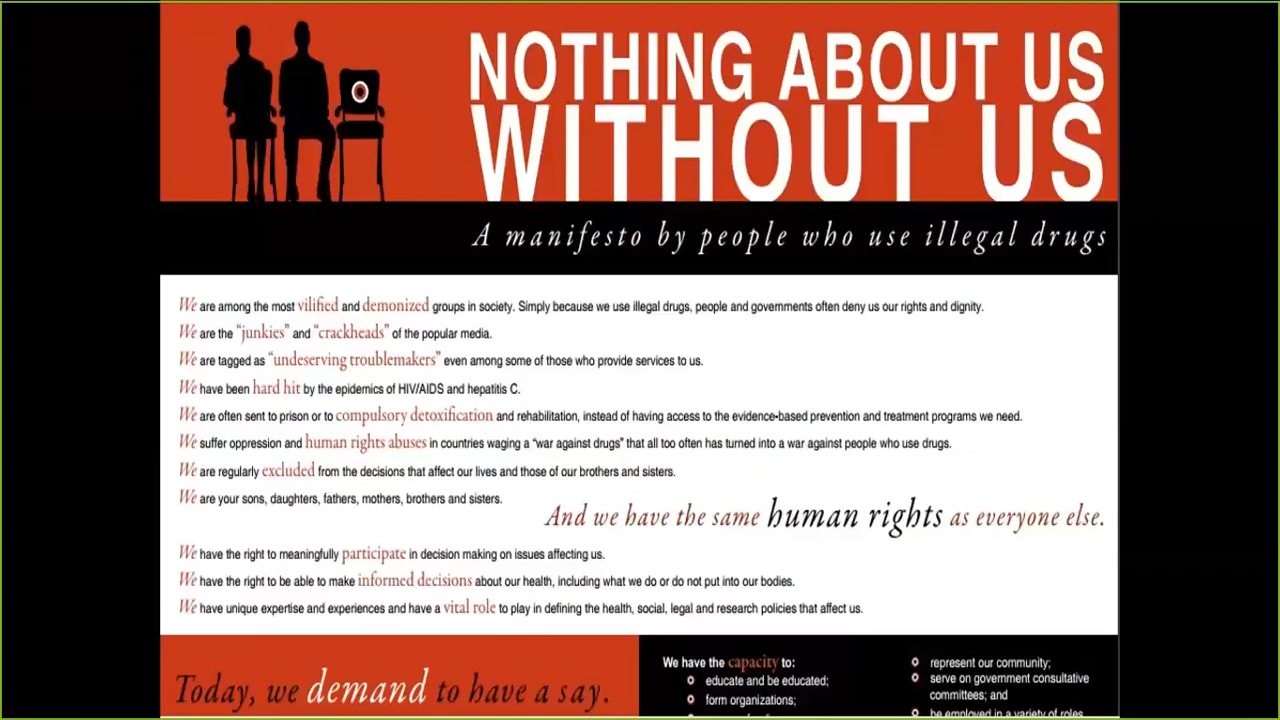 NOTHING ABOUT US
WITHOUT US
A manifesto by people who use illegal drugs
We are among the most vilified and demonized groups in society. Simply because we use illegal drugs, people and governments often deny us our rights and dignity.
We are the “junkies” and “crackheads” of the popular media.
We are tagged as “undeserving troublemakers” even among some of those who provide services to us.
We have been hard hit by the epidemics of HIV/AIDS and hepatitis C.
We are often sent to prison or to compulsory detoxification and rehabilitation, instead of having access to the evidence-based prevention and treatment programs we need.
We suffer oppression and human rights abuses in countries waging a “war against drugs” that all too often has turned into a war against people who use drugs.
We are regularly excluded from the decisions that affect our lives and those of our brothers and sisters.
We are your sons, daughters, fathers, mothers, brothers and sisters.
And we have the same human rights as everyone else.
We have the right to meaningfully participate in decision making on issues affecting us.
We have the right to be able to make informed decisions about our health, including what we do or do not put into our bodies.
We have unique expertise and experiences and have a vital role to play in defining the health, social, legal and research policies that affect us.
Today, we demand to have a say.
We have the capacity to:
educate and be educated;
form organizations;
represent our community;
serve on government consultative
committees; and
be employed in a variety of roles